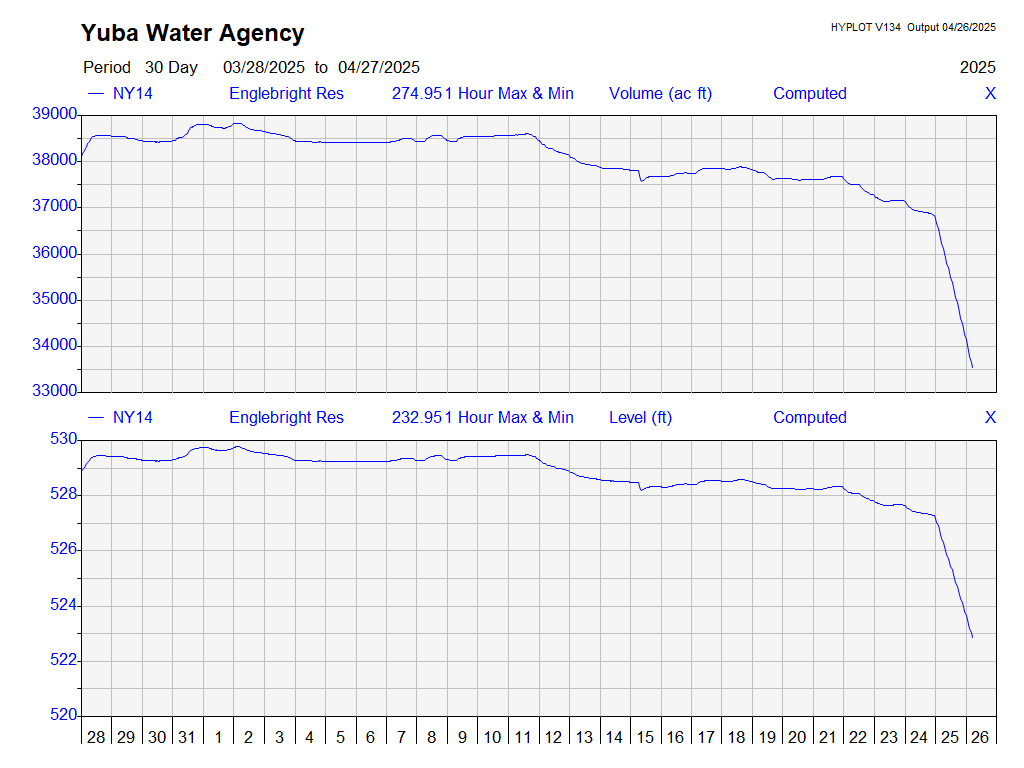 Yuba Water Agency
HYPLOT V134 Output 04/26/2025
Period 30 Day 03/28/2025 to 04/27/2025 2025
NY14 Englebright Res 274.951 Hour Max & Min Volume (ac ft) Computed X
39000
38000
37000
36000
35000
34000
33000
NY14 Englebright Res 232.951 Hour Max & Min Level (ft) Computed X
530
528
526
524
522
520
28 29 30 31 1 2 3 4 5 6 7 8 9 10 11 12 13 14 15 16 17 18 19 20 21 22 23 24 25 26